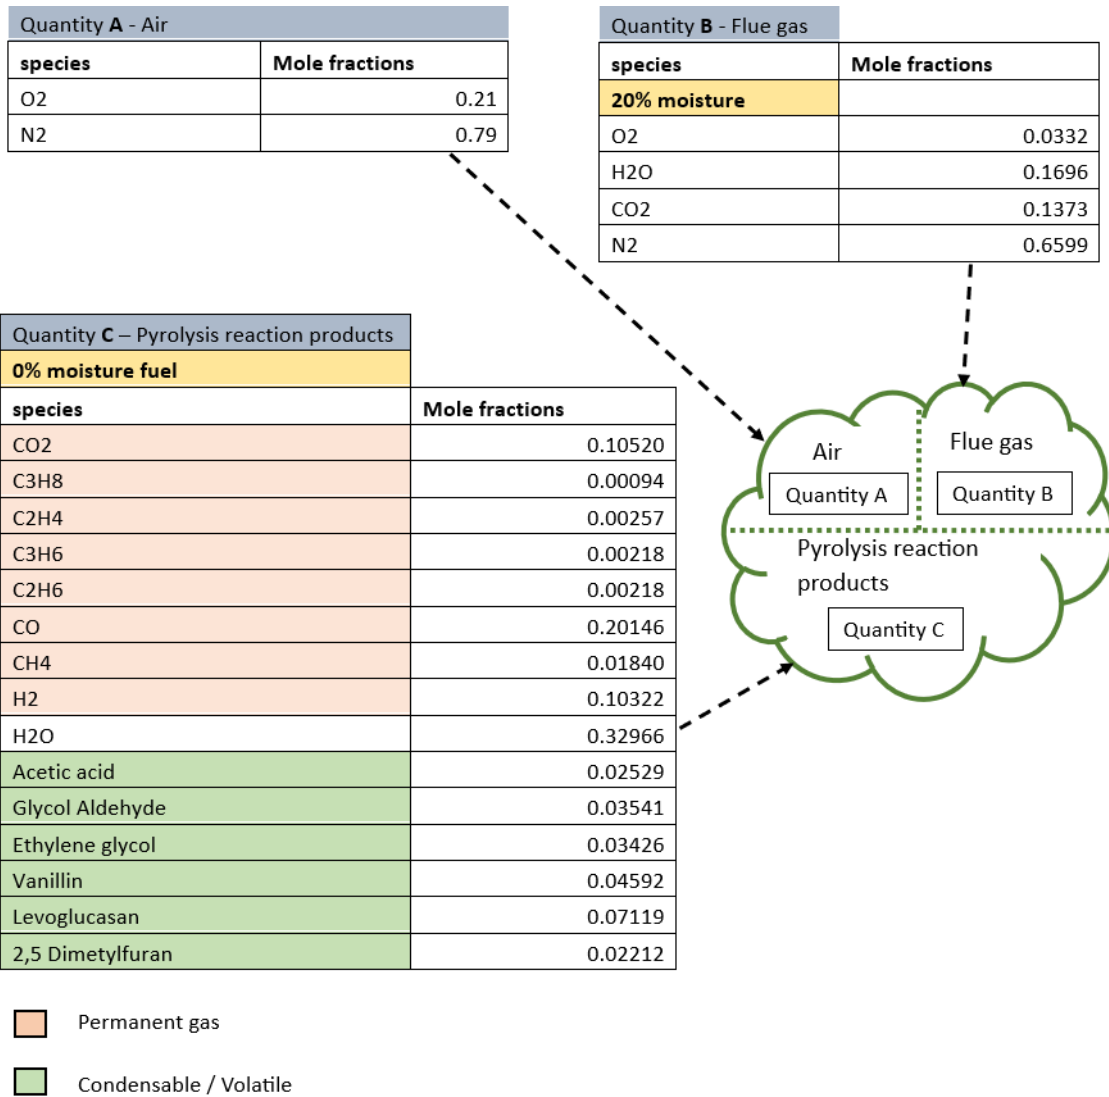 Quantity A - Air
species Mole fractions
O2 0.21
N2 0.79
Quantity B - Flue gas
species Mole fractions
20% moisture
O2 0.0332
H2O 0.1696
CO2 0.1373
N2 0.6599
Quantity C – Pyrolysis reaction products
0% moisture fuel
species Mole fractions
CO2 0.10520
C3H8 0.00094
C2H4 0.00257
C3H6 0.00218
C2H6 0.00218
CO 0.20146
CH4 0.01840
H2 0.10322
H2O 0.32966
Acetic acid 0.02529
Glycol Aldehyde 0.03541
Ethylene glycol 0.03426
Vanillin 0.04592
Levoglucasan 0.07119
2,5 Dimetylfuran 0.02212
Air
Quantity A
Flue gas
Quantity B
Pyrolysis reaction
products
Quantity C
Permanent gas
Condensable / Volatile